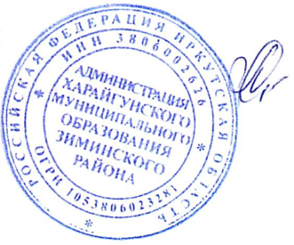 РОССИЙСКАЯ ФЕДЕРАЦИЯ ИРКУТСКАЯ ОБЛАСТЬ
ИНН 3806002626
ОГРН 1053806023281
АДМИНИСТРАЦИЯ
ХАРАЙГУНСКОГО
МУНИЦИПАЛЬНОГО
ОБРАЗОВАНИЯ
ЗИМИНСКОГО
РАЙОНА